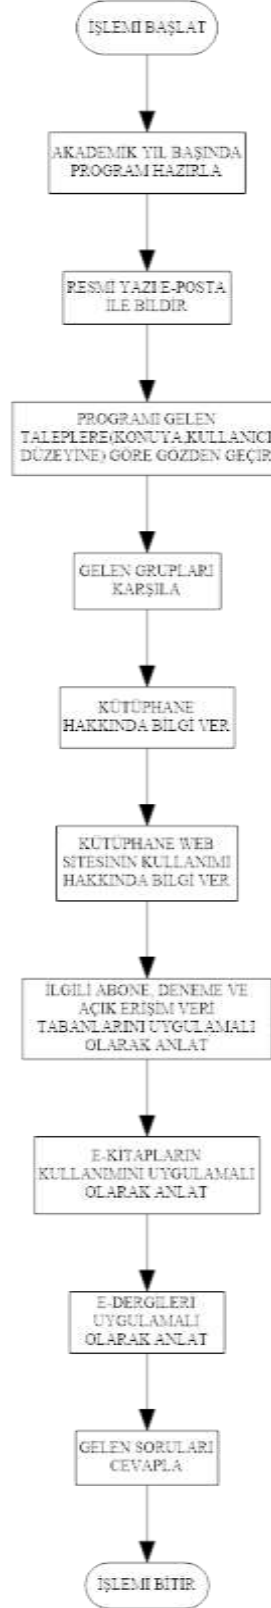 İŞLEMİ BAŞLAT
AKADEMİK YIL BAŞINDA
PROGRAM HAZIRLA
RESMİ YAZI E-POSTA
İLE BİLDİR
PROGRAMI GELEN
TALEPLERE(KONUYA,KULLANICI
DÜZEYİNE) GÖRE GÖZDEN GEÇİR
GELEN GRUPLARI
KARŞILA
KÜTÜPHANE
HAKKINDA BİLGİ VER
KÜTÜPHANE WEB
SİTESİNİN KULLANIMI
HAKKINDA BİLGİ VER
İLGİLİ ABONE, DENEME VE
AÇIK ERİŞİM VERİ
TABANLARINI UYGULAMALI
OLARAK ANLAT
E-KİTAPLARIN
KULLANIMINI UYGULAMALI
OLARAK ANLAT
E-DERGİLERİ
UYGULAMALI
OLARAK ANLAT
GELEN SORULARI
CEVAPLA
İŞLEMİ BİTİR